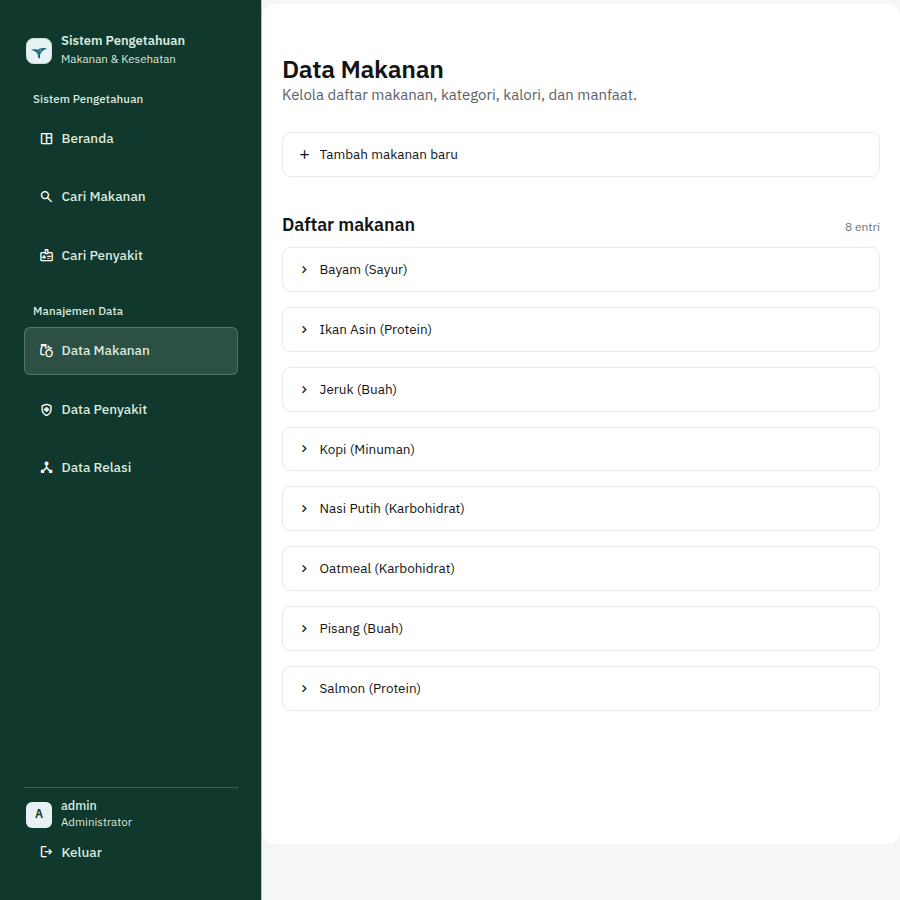 Sistem Pengetahuan
Makanan & Kesehatan
Sistem Pengetahuan
Beranda
Cari Makanan
Cari Penyakit
Manajemen Data
Data Makanan
Data Penyakit
Data Relasi
A
admin
Administrator
Keluar
Data Makanan
Kelola daftar makanan, kategori, kalori, dan manfaat.
Tambah makanan baru
Daftar makanan
8 entri
Bayam (Sayur)
Ikan Asin (Protein)
Jeruk (Buah)
Kopi (Minuman)
Nasi Putih (Karbohidrat)
Oatmeal (Karbohidrat)
Pisang (Buah)
Salmon (Protein)